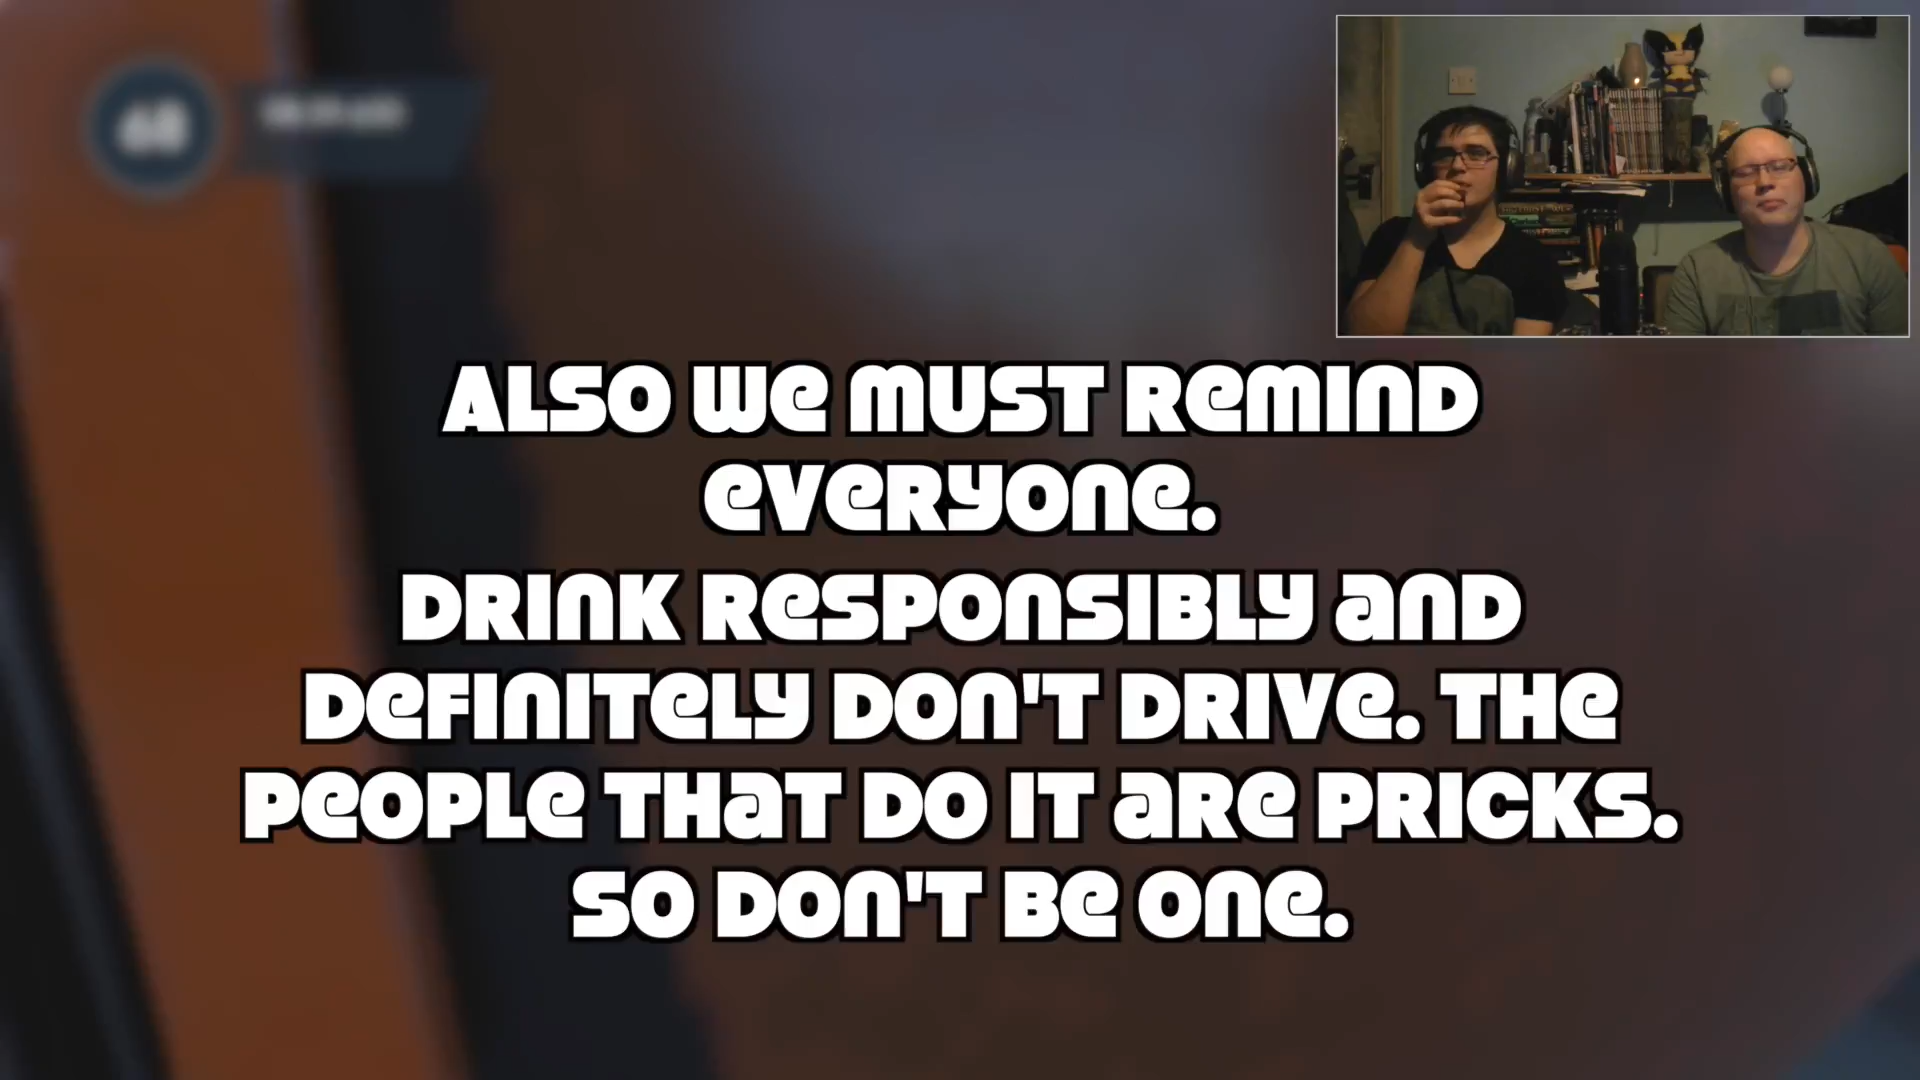 ALSO We MUST Remind
everyone.
Drink Responsibly and
Definitely Don't Drive. The
People That Do It are Pricks.
So Don't Be One.